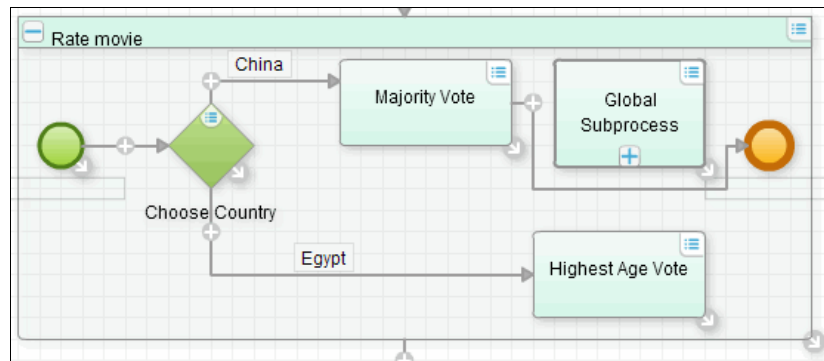 Rate movie
China
Majority Vote
Global
Subprocess
Choose Country
Egypt
Highest Age Vote